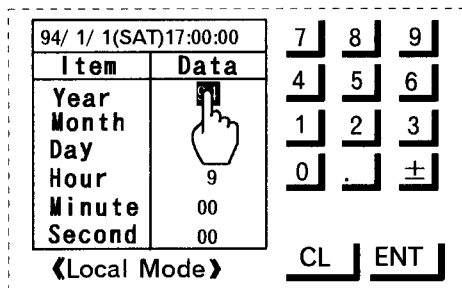 94/ 1/ 1(SAT)17:00:00
Item Data
Year
Month
Day
Hour 9
Minute 00
Second 00
《Local Mode》
7 8 9
4 5 6
1 2 3
0 . ±
CL ENT